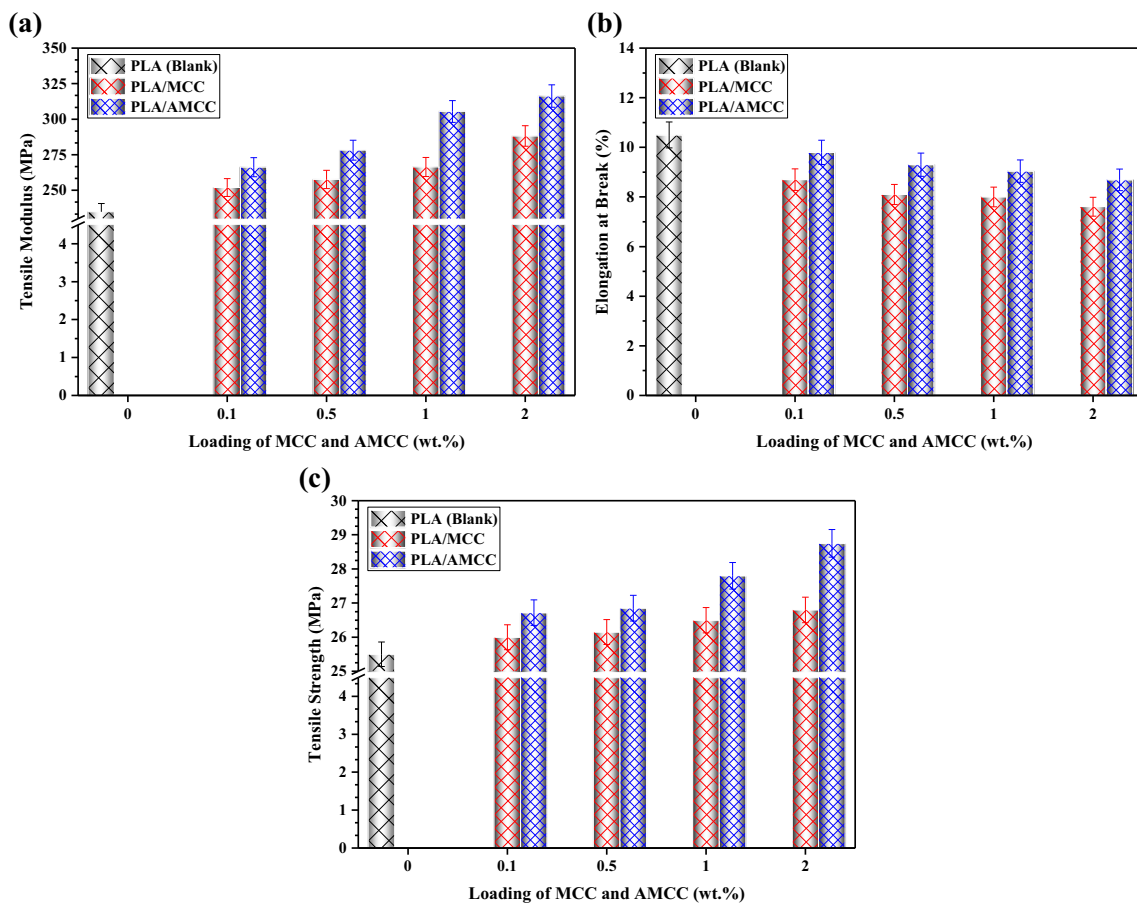 (a)
Tensile Modulus (MPa)
350
325
300
275
250
4
3
2
1
0
PLA (Blank)
PLA/MCC
PLA/AMCC
0 0.1 0.5 1 2
Loading of MCC and AMCC (wt.%)
(b)
Elongation at Break (%)
14
12
10
8
6
4
2
0
PLA (Blank)
PLA/MCC
PLA/AMCC
0 0.1 0.5 1 2
Loading of MCC and AMCC (wt.%)
(c)
Tensile Strength (MPa)
30
29
28
27
26
25
4
3
2
1
0
PLA (Blank)
PLA/MCC
PLA/AMCC
0 0.1 0.5 1 2
Loading of MCC and AMCC (wt.%)